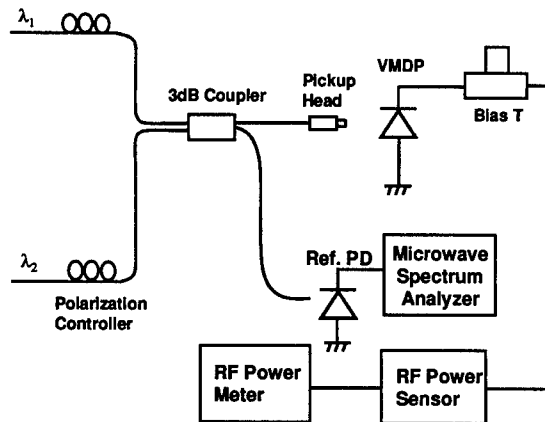 λ1
3dB Coupler
Pickup
Head
VMDP
Bias T
λ2
Polarization
Controller
Ref. PD
Microwave
Spectrum
Analyzer
RF Power
Meter
RF Power
Sensor